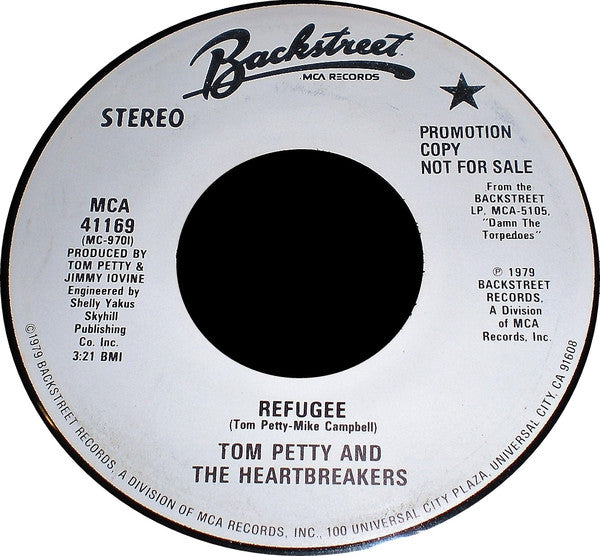 Backstreet
MCA RECORDS
STEREO
PROMOTION
COPY
NOT FOR SALE
From the
BACKSTREET
LP, MCA-5105,
"Damn The
Torpedoes"
℗ 1979
BACKSTREET
RECORDS,
A Division
of MCA
Records, Inc.
MCA
41169
(MC-9701)
PRODUCED BY
TOM PETTY &
JIMMY IOVINE
Engineered by
Shelly Yakus
Skyhill
Publishing
Co. Inc.
3:21 BMI
REFUGEE
(Tom Petty-Mike Campbell)
TOM PETTY AND
THE HEARTBREAKERS
©1979 BACKSTREET RECORDS, A DIVISION OF MCA RECORDS, INC., 100 UNIVERSAL CITY PLAZA, UNIVERSAL CITY, CA 91608